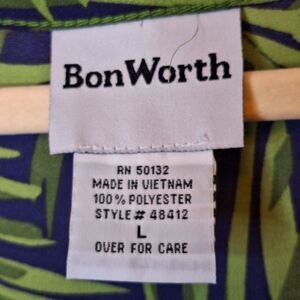 BonWorth
RN 50132
MADE IN VIETNAM
100% POLYESTER
STYLE# 48412
L
OVER FOR CARE